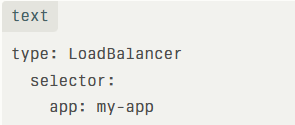 text
type: LoadBalancer
  selector:
    app: my-app